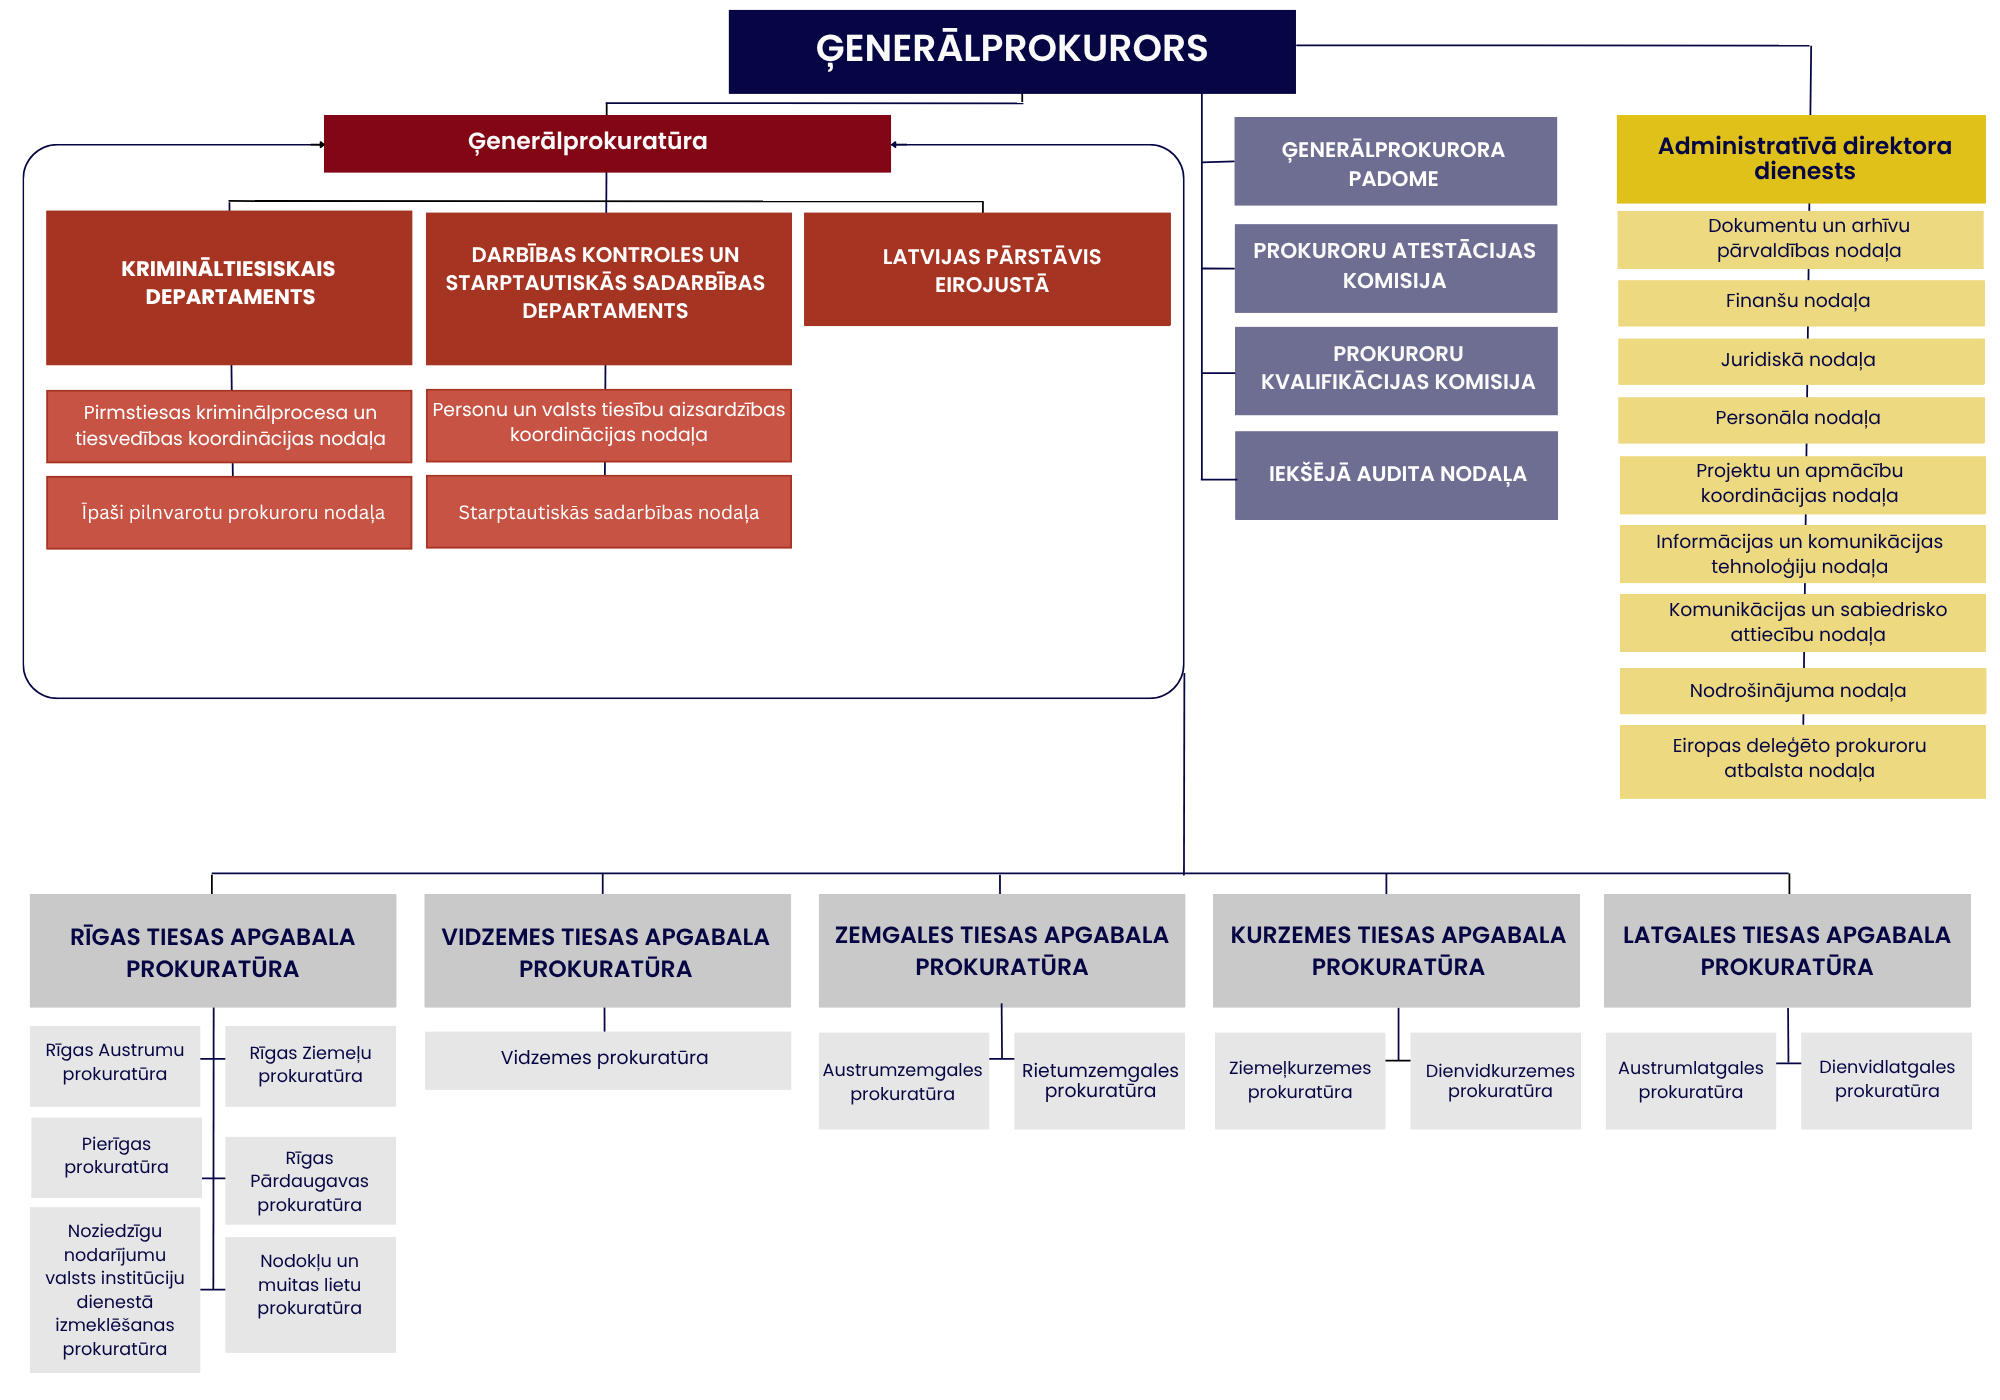 ĢENERĀLPROKURORS
Ģenerālprokuratūra
KRIMINĀLTIESISKAIS
DEPARTAMENTS
Pirmstiesas kriminālprocesa un
tiesvedības koordinācijas nodaļa
Īpaši pilnvarotu prokuroru nodaļa
DARBĪBAS KONTROLES UN
STARPTAUTISKĀS SADARBĪBAS
DEPARTAMENTS
Personu un valsts tiesību aizsardzības
koordinācijas nodaļa
Starptautiskās sadarbības nodaļa
LATVIJAS PĀRSTĀVIS
EIROJUSTĀ
ĢENERĀLPROKURORA
PADOME
PROKURORU ATESTĀCIJAS
KOMISIJA
PROKURORU
KVALIFIKĀCIJAS KOMISIJA
IEKŠĒJĀ AUDITA NODAĻA
Administratīvā direktora
dienests
Dokumentu un arhīvu
pārvaldības nodaļa
Finanšu nodaļa
Juridiskā nodaļa
Personāla nodaļa
Projektu un apmācību
koordinācijas nodaļa
Informācijas un komunikācijas
tehnoloģiju nodaļa
Komunikācijas un sabiedrisko
attiecību nodaļa
Nodrošinājuma nodaļa
Eiropas deleģēto prokuroru
atbalsta nodaļa
RĪGAS TIESAS APGABALA
PROKURATŪRA
Rīgas Austrumu
prokuratūra
Rīgas Ziemeļu
prokuratūra
Pierīgas
prokuratūra
Rīgas
Pārdaugavas
prokuratūra
Noziedzīgu
nodarījumu
valsts institūciju
dienestā
izmeklēšanas
prokuratūra
Nodokļu un
muitas lietu
prokuratūra
VIDZEMES TIESAS APGABALA
PROKURATŪRA
Vidzemes prokuratūra
ZEMGALES TIESAS APGABALA
PROKURATŪRA
Austrumzemgales
prokuratūra
Rietumzemgales
prokuratūra
KURZEMES TIESAS APGABALA
PROKURATŪRA
Ziemeļkurzemes
prokuratūra
Dienvidkurzemes
prokuratūra
LATGALES TIESAS APGABALA
PROKURATŪRA
Austrumlatgales
prokuratūra
Dienvidlatgales
prokuratūra